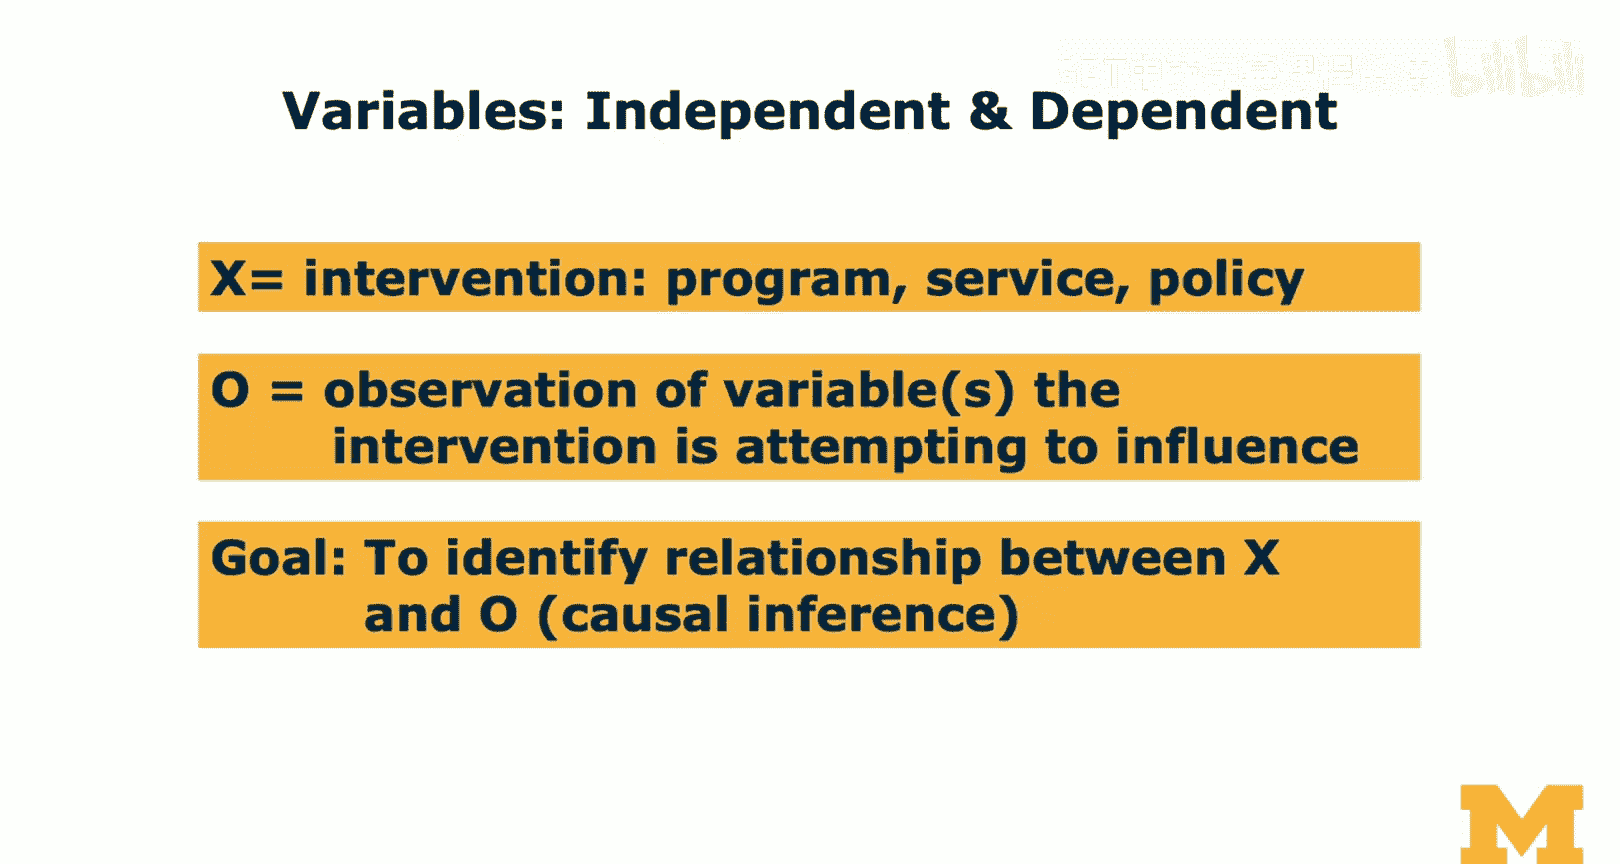 bilibili
Variables: Independent & Dependent
X= intervention: program, service, policy
O = observation of variable(s) the
intervention is attempting to influence
Goal: To identify relationship between X
and O (causal inference)
M